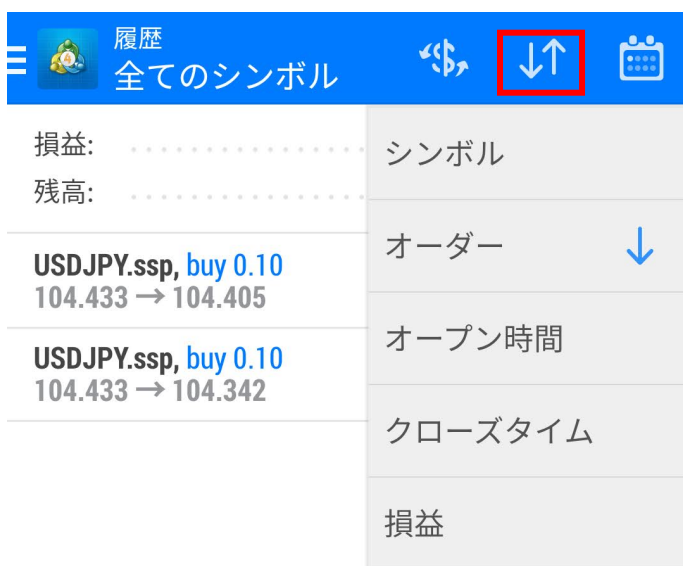 履歴
全てのシンボル
損益:
残高:
USDJPY.ssp, buy 0.10
104.433 → 104.405
USDJPY.ssp, buy 0.10
104.433 → 104.342
シンボル
オーダー
オープン時間
クローズタイム
損益